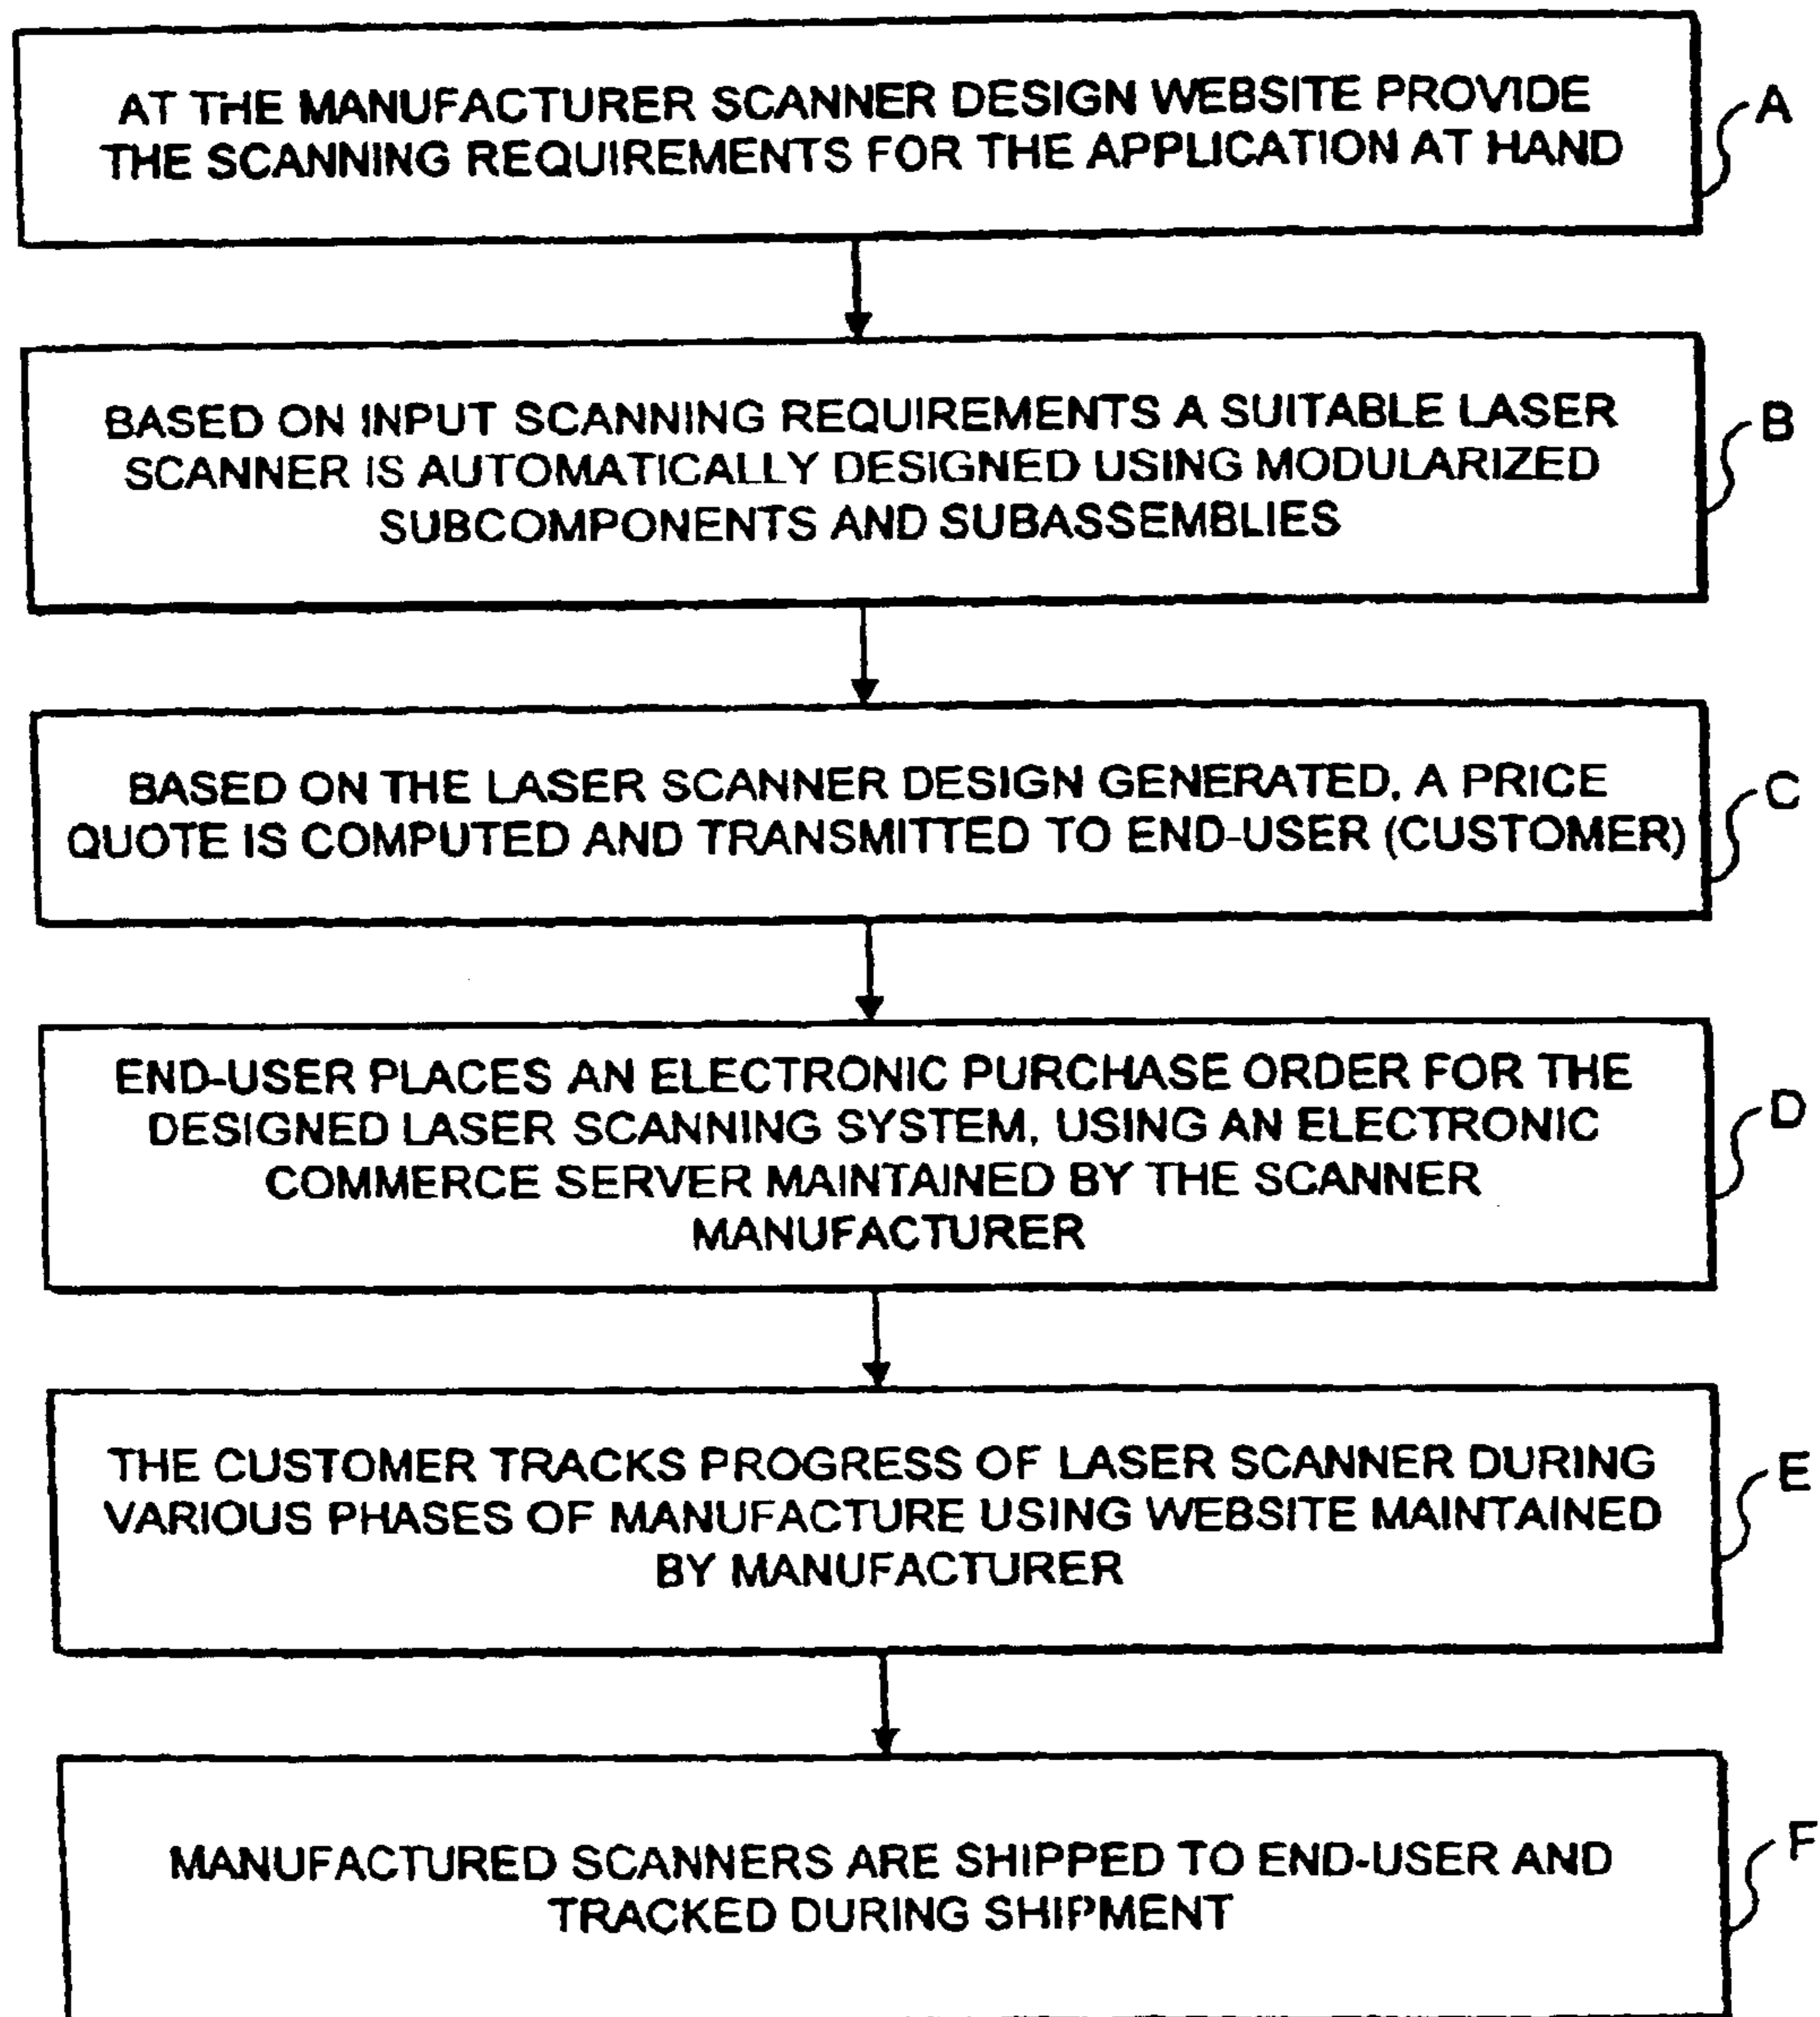 AT THE MANUFACTURER SCANNER DESIGN WEBSITE PROVIDE
THE SCANNING REQUIREMENTS FOR THE APPLICATION AT HAND
A
BASED ON INPUT SCANNING REQUIREMENTS A SUITABLE LASER
SCANNER IS AUTOMATICALLY DESIGNED USING MODULARIZED
SUBCOMPONENTS AND SUBASSEMBLIES
B
BASED ON THE LASER SCANNER DESIGN GENERATED, A PRICE
QUOTE IS COMPUTED AND TRANSMITTED TO END-USER (CUSTOMER)
C
END-USER PLACES AN ELECTRONIC PURCHASE ORDER FOR THE
DESIGNED LASER SCANNING SYSTEM, USING AN ELECTRONIC
COMMERCE SERVER MAINTAINED BY THE SCANNER
MANUFACTURER
D
THE CUSTOMER TRACKS PROGRESS OF LASER SCANNER DURING
VARIOUS PHASES OF MANUFACTURE USING WEBSITE MAINTAINED
BY MANUFACTURER
E
MANUFACTURED SCANNERS ARE SHIPPED TO END-USER AND
TRACKED DURING SHIPMENT
F